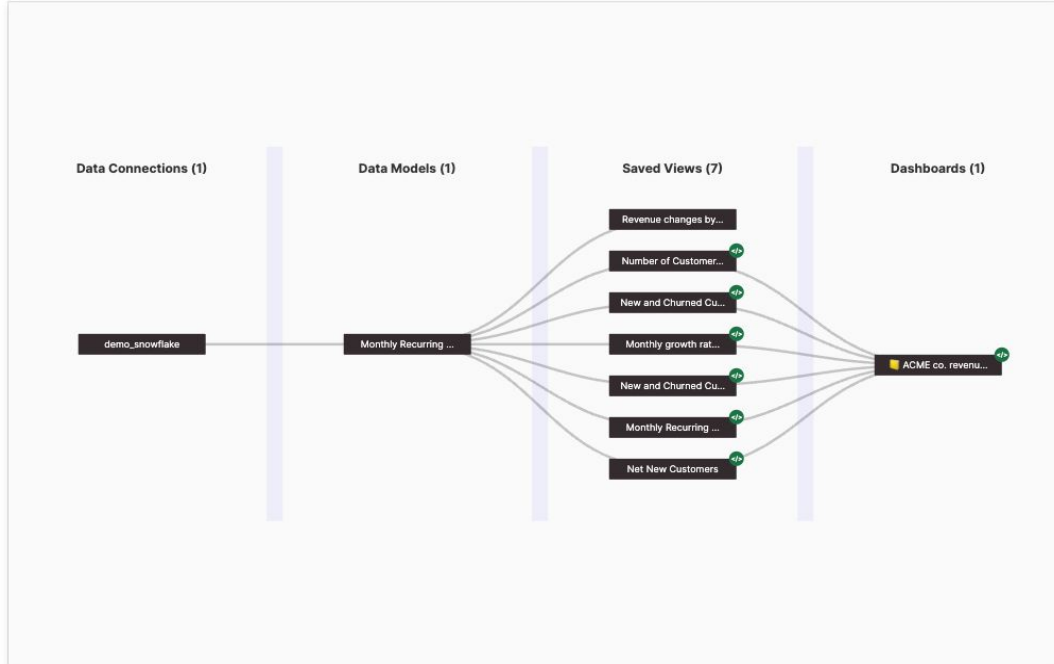 Data Connections (1)
Data Models (1)
Saved Views (7)
Dashboards (1)
demo_snowflake
Monthly Recurring ...
Revenue changes by...
Number of Customer...
New and Churned Cu...
Monthly growth rat...
New and Churned Cu...
Monthly Recurring ...
Net New Customers
ACME co. revenu...